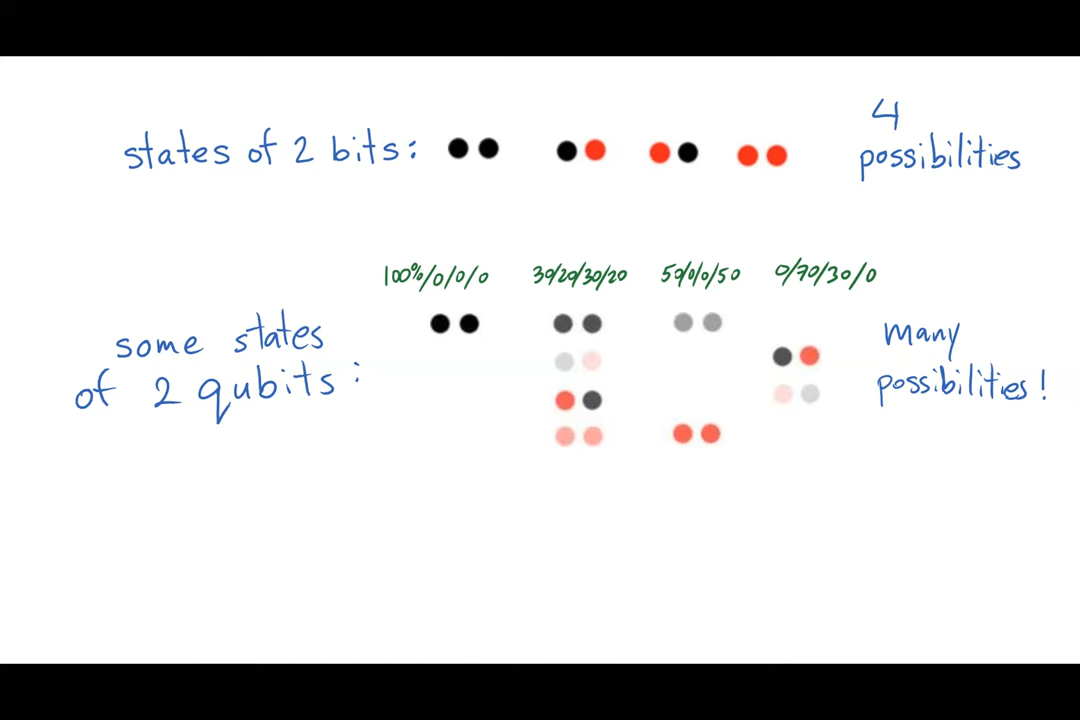 states of 2 bits:
4
possibilities
100%/0/0/0
30/20/30/20
50/0/0/50
0/70/30/0
some states
of 2 qubits:
many
possibilities!